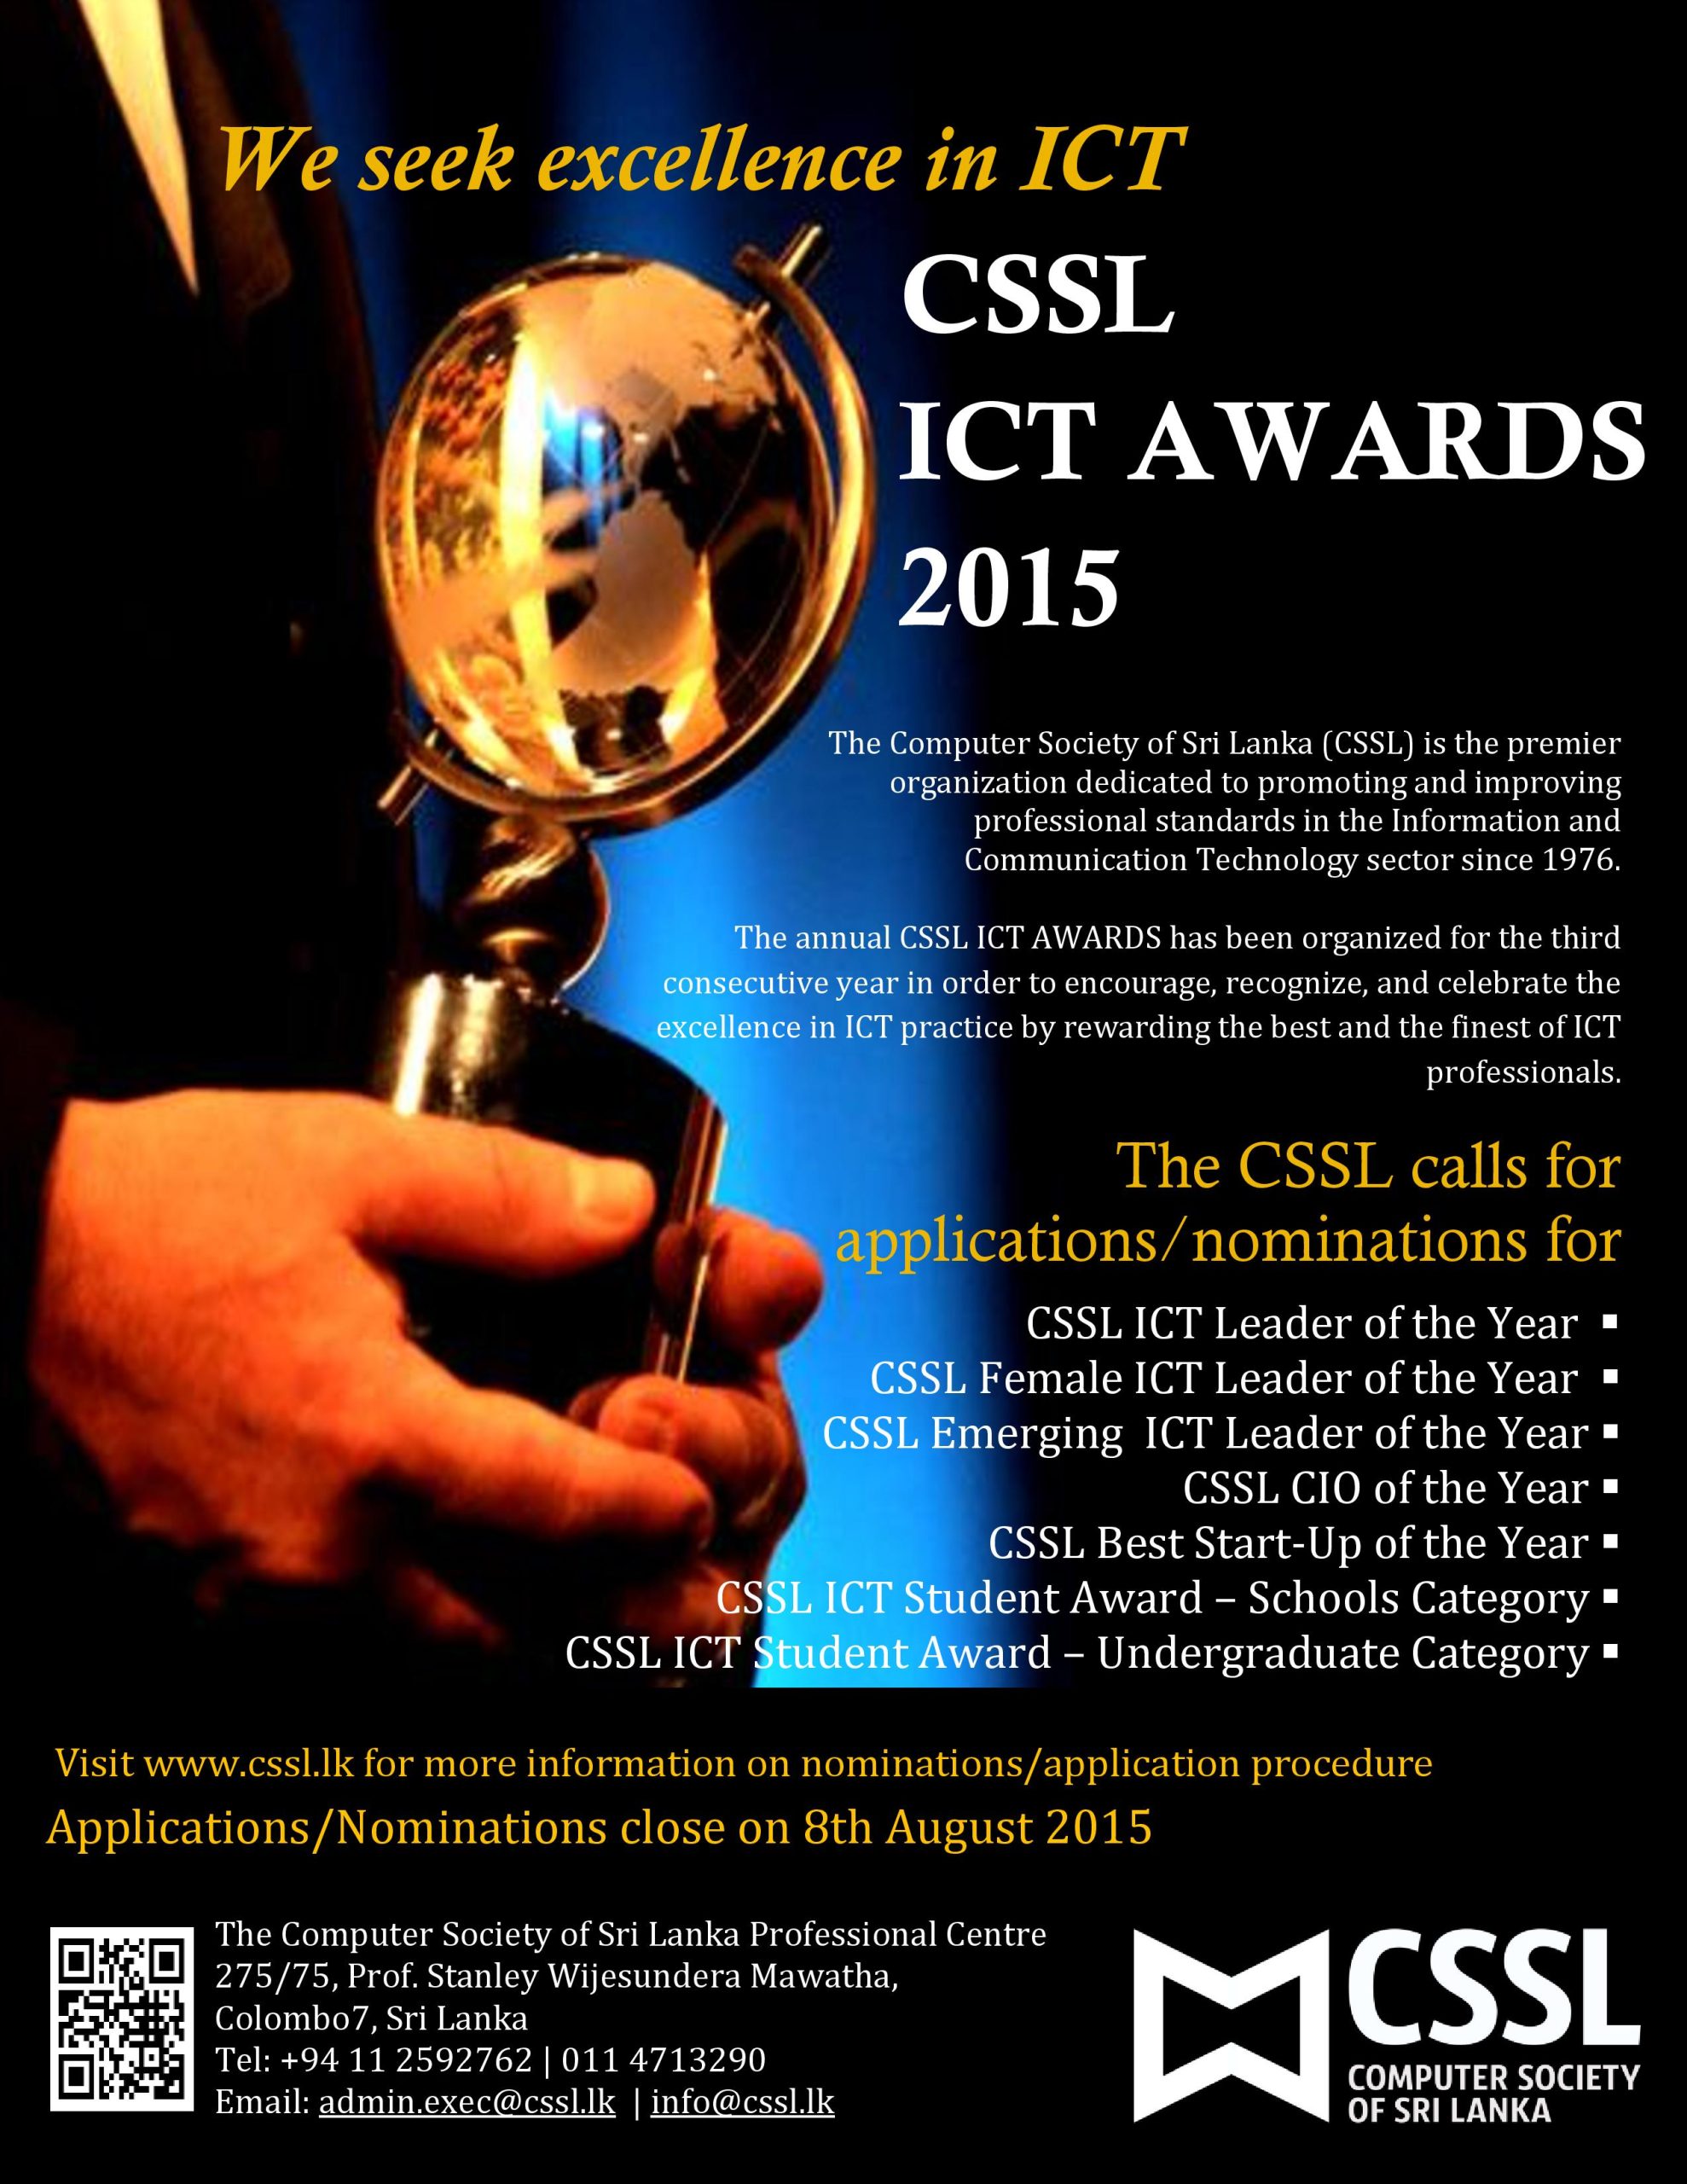 We seek excellence in ICT
CSSL
ICT AWARDS
2015
The Computer Society of Sri Lanka (CSSL) is the premier
organization dedicated to promoting and improving
professional standards in the Information and
Communication Technology sector since 1976.
The annual CSSL ICT AWARDS has been organized for the third
consecutive year in order to encourage, recognize, and celebrate the
excellence in ICT practice by rewarding the best and the finest of ICT
professionals.
The CSSL calls for
applications/nominations for
CSSL ICT Leader of the Year ▪
CSSL Female ICT Leader of the Year ▪
CSSL Emerging ICT Leader of the Year ▪
CSSL CIO of the Year ▪
CSSL Best Start-Up of the Year ▪
CSSL ICT Student Award – Schools Category ▪
CSSL ICT Student Award – Undergraduate Category ▪
Visit www.cssl.lk for more information on nominations/application procedure
Applications/Nominations close on 8th August 2015
The Computer Society of Sri Lanka Professional Centre
275/75, Prof. Stanley Wijesundera Mawatha,
Colombo7, Sri Lanka
Tel: +94 11 2592762 | 011 4713290
Email: admin.exec@cssl.lk | info@cssl.lk
CSSL
COMPUTER SOCIETY
OF SRI LANKA